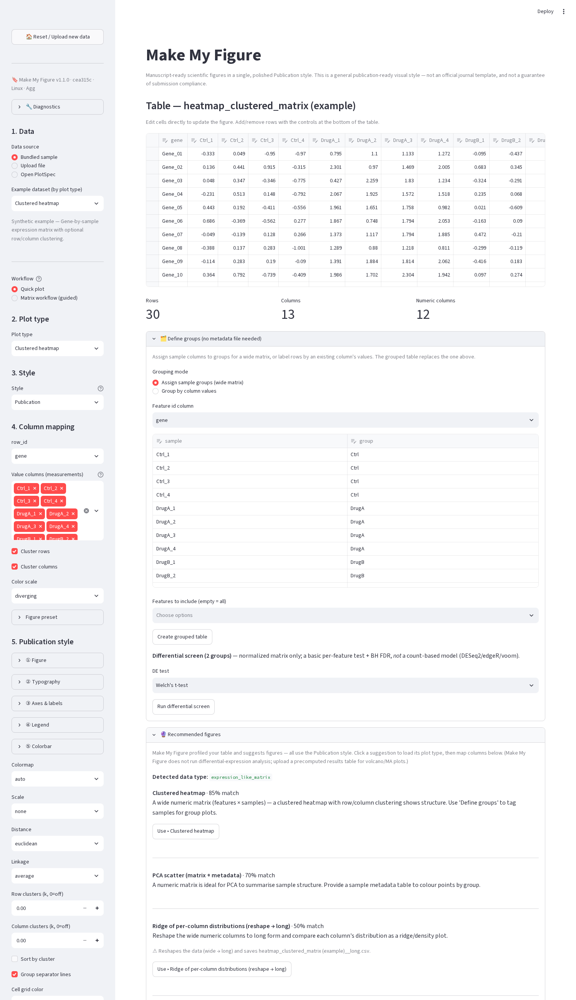 Deploy
🏠 Reset / Upload new data
🔖 Make My Figure v1.1.0 · cea315c ·
Linux · Agg
🔧 Diagnostics
1. Data
Data source
Bundled sample
Upload file
Open PlotSpec
Example dataset (by plot type)
Clustered heatmap
Synthetic example — Gene-by-sample
expression matrix with optional
row/column clustering.
Workflow
Quick plot
Matrix workflow (guided)
2. Plot type
Plot type
Clustered heatmap
3. Style
Style
Publication
4. Column mapping
row_id
gene
Value columns (measurements)
Ctrl_1 Ctrl_2
Ctrl_3 Ctrl_4
DrugA_1 DrugA_2
DrugA_3 DrugA_4
DrugB_1 DrugB_2
Cluster rows
Cluster columns
Color scale
diverging
Figure preset
5. Publication style
① Figure
② Typography
③ Axes & labels
④ Legend
⑤ Colorbar
Colormap
auto
Scale
none
Distance
euclidean
Linkage
average
Row clusters (k, 0=off)
0.00
Column clusters (k, 0=off)
0.00
Sort by cluster
Group separator lines
Cell grid color
Make My Figure
Manuscript-ready scientific figures in a single, polished Publication style. This is a general publication-ready visual style — not an official journal template, and not a guarantee
of submission compliance.
Table — heatmap_clustered_matrix (example)
Edit cells directly to update the figure. Add/remove rows with the controls at the bottom of the table.
gene Ctrl_1 Ctrl_2 Ctrl_3 Ctrl_4 DrugA_1 DrugA_2 DrugA_3 DrugA_4 DrugB_1 DrugB_2 Dru
Gene_01 -0.333 0.049 -0.95 -0.97 0.795 1.1 1.133 1.272 -0.095 -0.437
Gene_02 0.136 0.441 0.915 -0.315 2.301 0.97 1.469 2.005 0.683 0.345
Gene_03 0.048 0.347 -0.346 -0.775 0.427 2.259 1.83 1.234 -0.324 -0.291
Gene_04 -0.231 0.513 0.148 -0.792 2.067 1.925 1.572 1.518 0.235 0.068
Gene_05 0.443 0.192 -0.411 -0.556 1.961 1.651 1.758 0.982 0.021 -0.609
Gene_06 0.686 -0.369 -0.562 0.277 1.867 0.748 1.794 2.053 -0.163 0.09
Gene_07 -0.049 -0.139 0.128 0.266 1.373 1.117 1.794 1.885 0.472 -0.21
Gene_08 -0.388 0.137 0.283 -1.001 1.289 0.88 1.218 0.811 -0.299 -0.119
Gene_09 -0.114 0.283 0.19 -0.09 1.391 1.884 1.814 2.062 -0.416 0.183
Gene_10 0.364 0.792 -0.739 -0.409 1.986 1.702 2.304 1.942 0.097 0.274
Rows Columns Numeric columns
30 13 12
🗂️ Define groups (no metadata file needed)
Assign sample columns to groups for a wide matrix, or label rows by an existing column's values. The grouped table replaces the one above.
Grouping mode
Assign sample groups (wide matrix)
Group by column values
Feature id column
gene
sample group
Ctrl_1 Ctrl
Ctrl_2 Ctrl
Ctrl_3 Ctrl
Ctrl_4 Ctrl
DrugA_1 DrugA
DrugA_2 DrugA
DrugA_3 DrugA
DrugA_4 DrugA
DrugB_1 DrugB
DrugB_2 DrugB
Features to include (empty = all)
Choose options
Create grouped table
Differential screen (2 groups) — normalized matrix only; a basic per-feature test + BH FDR, not a count-based model (DESeq2/edgeR/voom).
DE test
Welch's t-test
Run differential screen
🔮 Recommended figures
Make My Figure profiled your table and suggests figures — all use the Publication style. Click a suggestion to load its plot type, then map columns below. (Make My
Figure does not run differential-expression analysis; upload a precomputed results table for volcano/MA plots.)
Detected data type: expression_like_matrix
Clustered heatmap · 85% match
A wide numeric matrix (features × samples) — a clustered heatmap with row/column clustering shows structure. Use 'Define groups' to tag
samples for group plots.
Use ▸ Clustered heatmap
PCA scatter (matrix + metadata) · 70% match
A numeric matrix is ideal for PCA to summarise sample structure. Provide a sample metadata table to colour points by group.
Ridge of per-column distributions (reshape → long) · 50% match
Reshape the wide numeric columns to long form and compare each column's distribution as a ridge/density plot.
⚠ Reshapes the data (wide → long) and saves heatmap_clustered_matrix (example)__long.csv.
Use ▸ Ridge of per-column distributions (reshape → long)